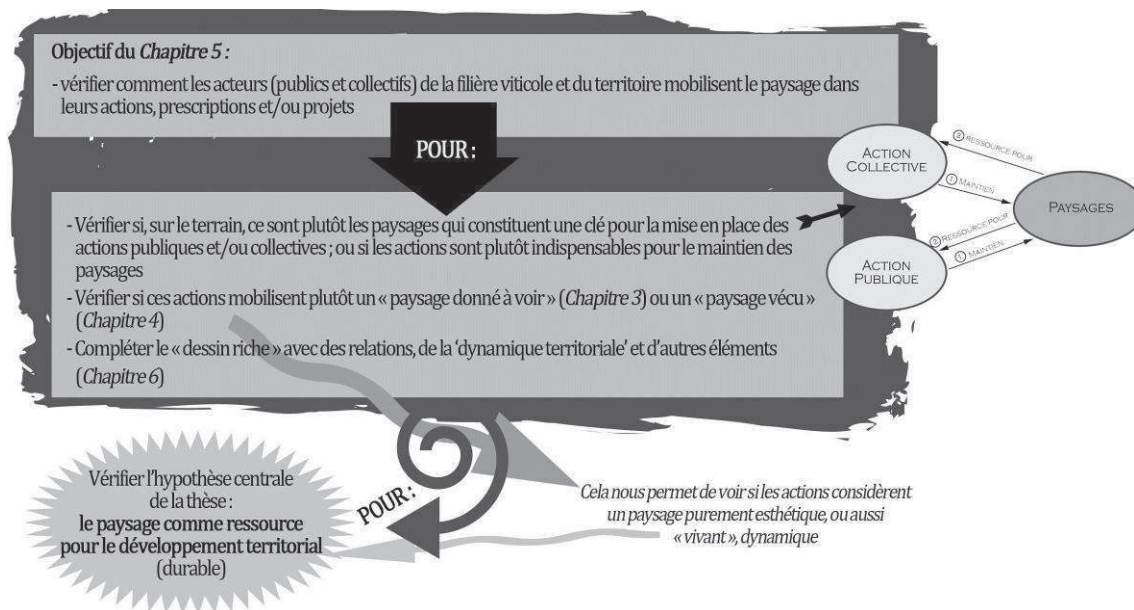 Objectif du Chapitre 5 :
- vérifier comment les acteurs (publics et collectifs) de la filière viticole et du territoire mobilisent le paysage dans
leurs actions, prescriptions et/ou projets
POUR :
- Vérifier si, sur le terrain, ce sont plutôt les paysages qui constituent une clé pour la mise en place des
actions publiques et/ou collectives ; ou si les actions sont plutôt indispensables pour le maintien des
paysages
- Vérifier si ces actions mobilisent plutôt un « paysage donné à voir » (Chapitre 3) ou un « paysage vécu »
(Chapitre 4)
- Compléter le « dessin riche » avec des relations, de la 'dynamique territoriale' et d'autres éléments
(Chapitre 6)
ACTION
COLLECTIVE
② RESSOURCE POUR
① MAINTIEN
PAYSAGES
② RESSOURCE POUR
① MAINTIEN
ACTION
PUBLIQUE
Vérifier l'hypothèse centrale
de la thèse :
le paysage comme ressource
pour le développement territorial
(durable)
POUR :
Cela nous permet de voir si les actions considèrent
un paysage purement esthétique, ou aussi
« vivant », dynamique